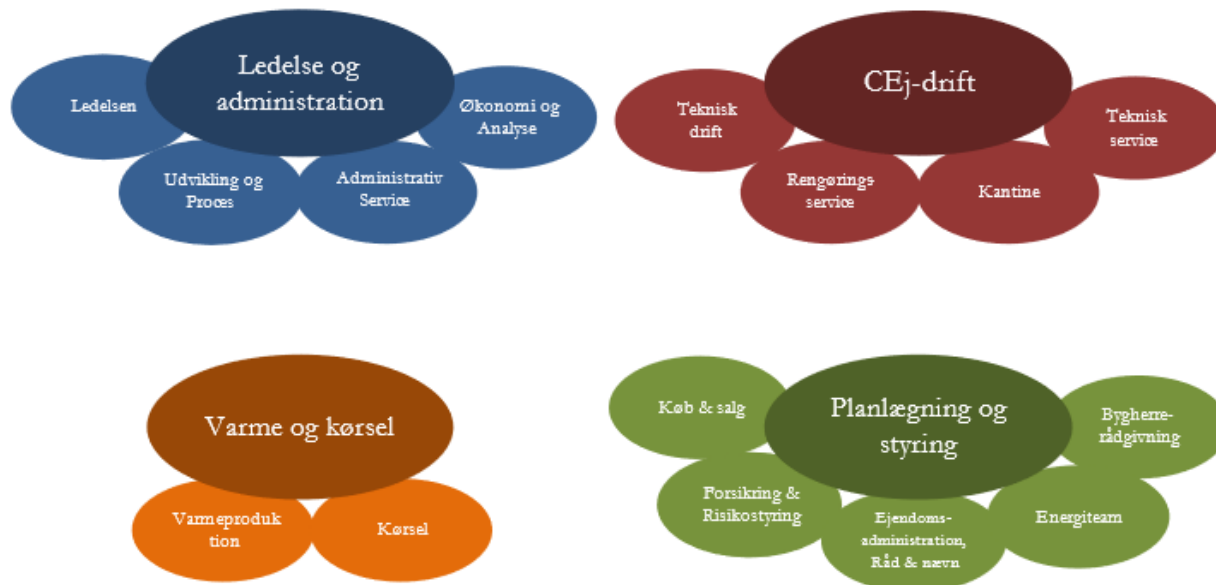 Ledelse og
administration
Ledelsen
Udvikling og
Proces
Administrativ
Service
Økonomi og
Analyse
CEj-drift
Teknisk
drift
Rengørings-
service
Kantine
Teknisk
service
Varme og kørsel
Varmeproduk
tion
Kørsel
Planlægning og
styring
Køb & salg
Forsikring &
Risikostyring
Ejendoms-
administration,
Råd & nævn
Energiteam
Bygherre-
rådgivning